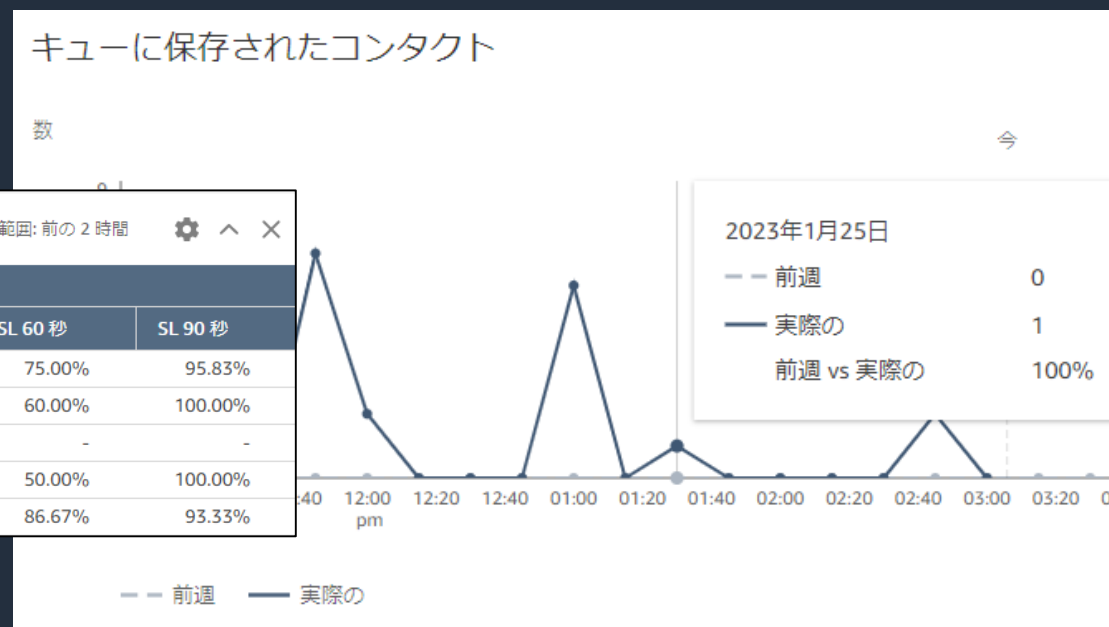 キューに保存されたコンタクト
数
今
範囲: 前の 2 時間
SL 60 秒 SL 90 秒
75.00% 95.83%
60.00% 100.00%
- -
50.00% 100.00%
86.67% 93.33%
2023年1月25日
前週 0
実際の 1
前週 vs 実際の 100%
:40 12:00 12:20 12:40 01:00 01:20 01:40 02:00 02:20 02:40 03:00 03:20
pm
前週 実際の